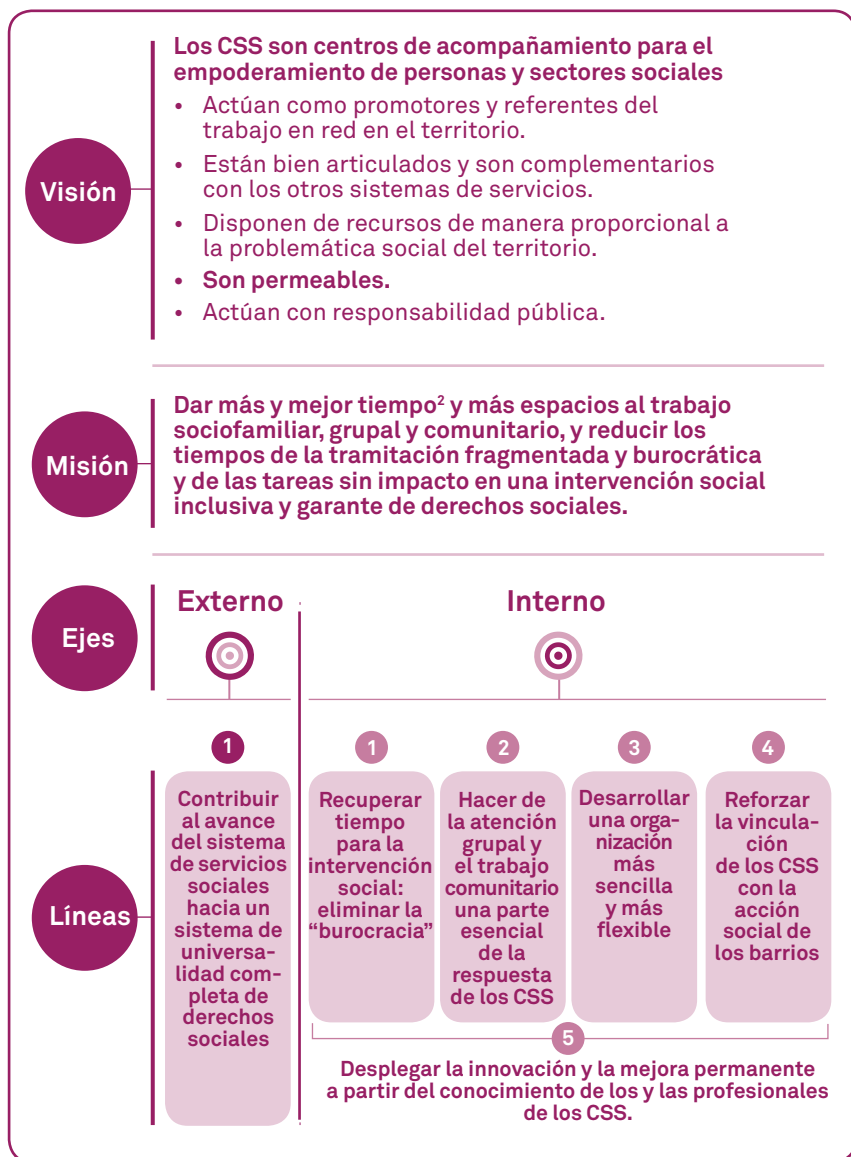 Visión
Los CSS son centros de acompañamiento para el
empoderamiento de personas y sectores sociales
• Actúan como promotores y referentes del
trabajo en red en el territorio.
• Están bien articulados y son complementarios
con los otros sistemas de servicios.
• Disponen de recursos de manera proporcional a
la problemática social del territorio.
• Son permeables.
• Actúan con responsabilidad pública.
Misión
Dar más y mejor tiempo² y más espacios al trabajo
sociofamiliar, grupal y comunitario, y reducir los
tiempos de la tramitación fragmentada y burocrática
y de las tareas sin impacto en una intervención social
inclusiva y garante de derechos sociales.
Ejes
Externo
Interno
Líneas
1
Contribuir
al avance
del sistema
de servicios
sociales
hacia un
sistema de
universa-
lidad com-
pleta de
derechos
sociales
1
Recuperar
tiempo
para la
intervención
social:
eliminar la
“burocracia”
2
Hacer de
la atención
grupal y
el trabajo
comunitario
una parte
esencial
de la
respuesta
de los CSS
3
Desarrollar
una orga-
nización
más
sencilla
y más
flexible
4
Reforzar
la vincula-
ción
de los CSS
con la
acción
social de
los barrios
5
Desplegar la innovación y la mejora permanente
a partir del conocimiento de los y las profesionales
de los CSS.